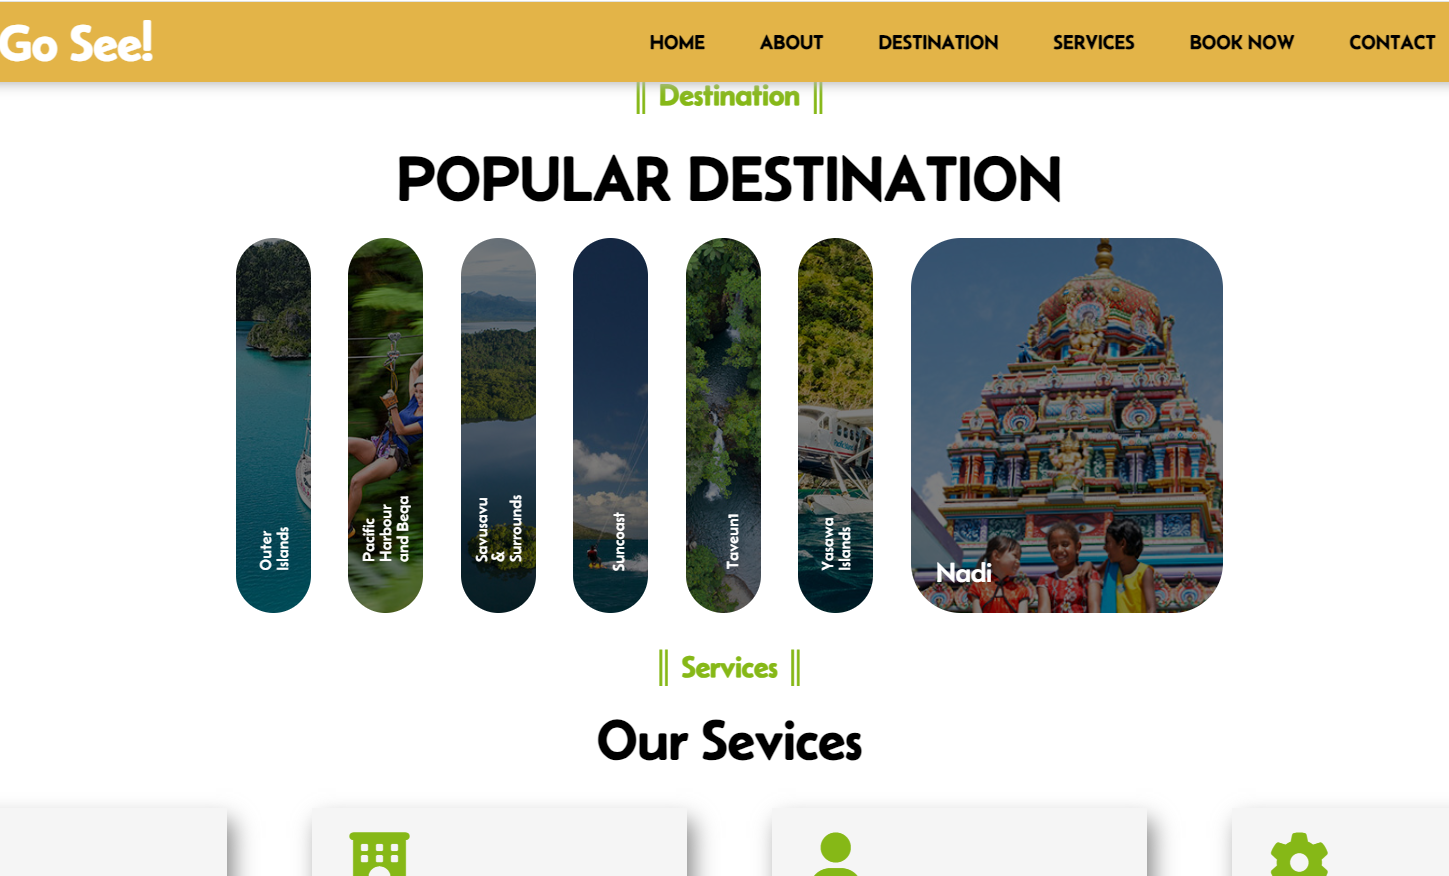 Go See!
HOME ABOUT DESTINATION SERVICES BOOK NOW CONTACT
|| Destination ||
POPULAR DESTINATION
Outer
Islands
Pacific
Harbour
and Beqa
Savusavu
&
Surrounds
Suncoast
Taveun1
Yasawa
Islands
Nadi
|| Services ||
Our Sevices